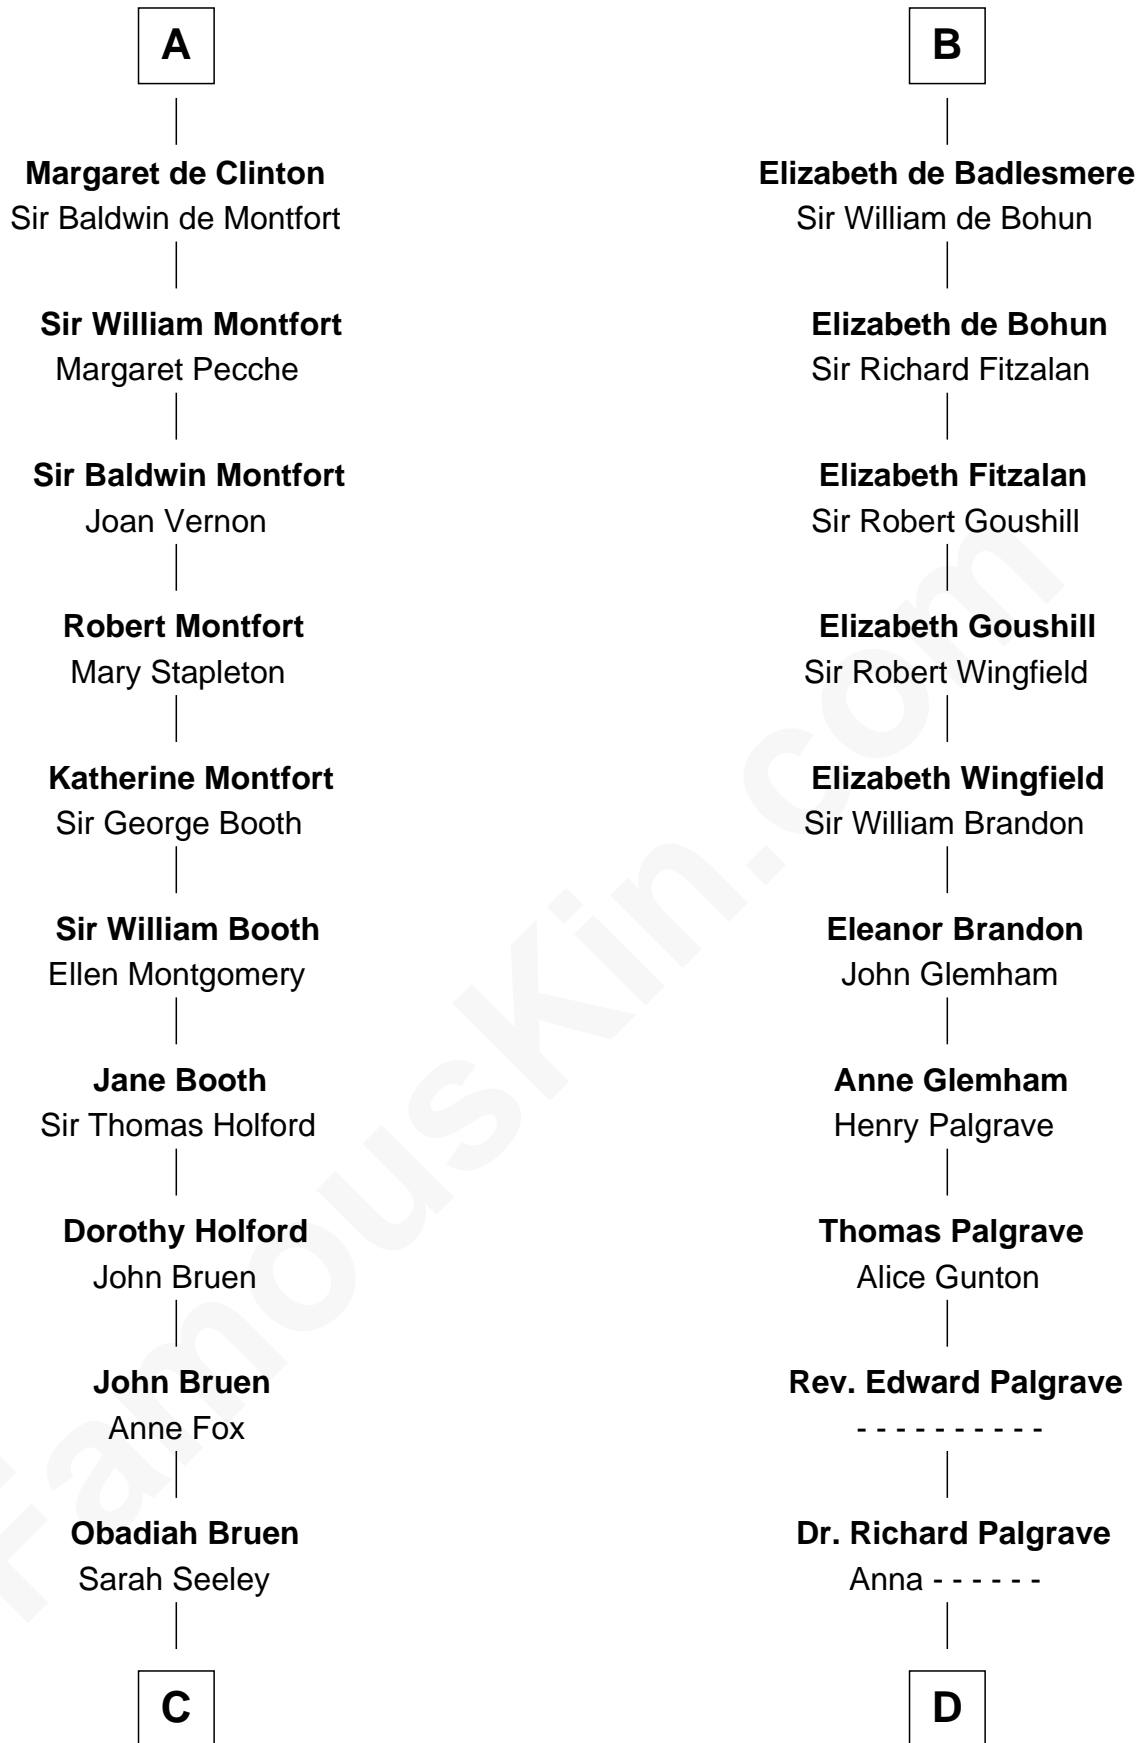 A
Margaret de Clinton
Sir Baldwin de Montfort
Sir William Montfort
Margaret Pecche
Sir Baldwin Montfort
Joan Vernon
Robert Montfort
Mary Stapleton
Katherine Montfort
Sir George Booth
Sir William Booth
Ellen Montgomery
Jane Booth
Sir Thomas Holford
Dorothy Holford
John Bruen
John Bruen
Anne Fox
Obadiah Bruen
Sarah Seeley
C
B
Elizabeth de Badlesmere
Sir William de Bohun
Elizabeth de Bohun
Sir Richard Fitzalan
Elizabeth Fitzalan
Sir Robert Goushill
Elizabeth Goushill
Sir Robert Wingfield
Elizabeth Wingfield
Sir William Brandon
Eleanor Brandon
John Glemham
Anne Glemham
Henry Palgrave
Thomas Palgrave
Alice Gunton
Rev. Edward Palgrave
- - - - - - - - - -
Dr. Richard Palgrave
Anna - - - - - -
D
FamousKin.com